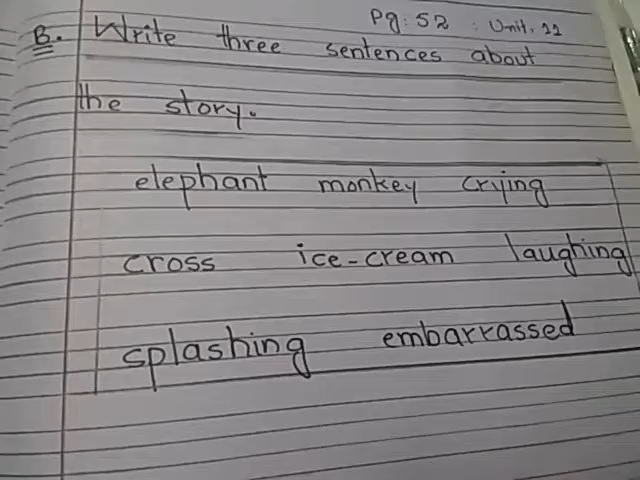 Pg: 52 : Unit. 11
B. Write three sentences about
the story.
elephant monkey crying
cross ice-cream laughing
splashing embarrassed